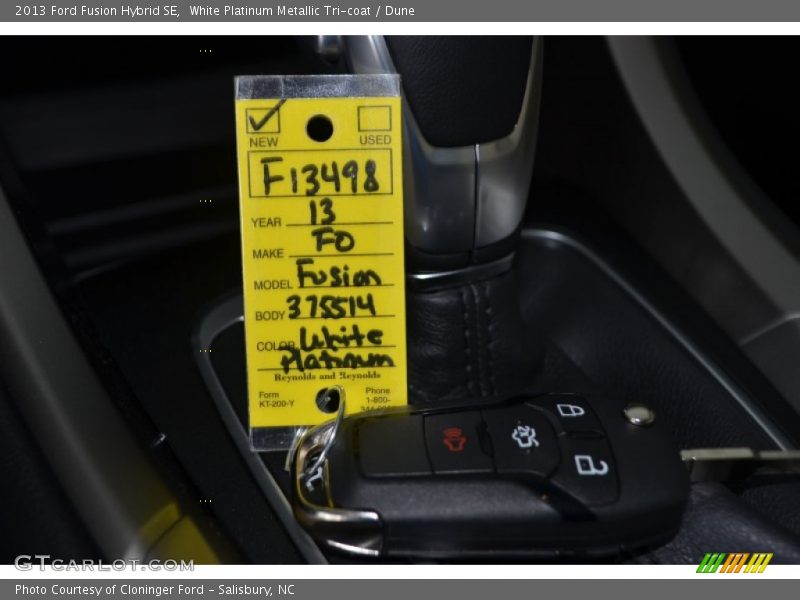 2013 Ford Fusion Hybrid SE, White Platinum Metallic Tri-coat / Dune
NEW USED
F13498
YEAR 13
MAKE FO
MODEL Fusion
BODY 375514
COLOR White
Platinum
Reynolds and Reynolds
Form Phone
KT-200-Y 1-800-
GTCARLOT.COM
Photo Courtesy of Cloninger Ford - Salisbury, NC